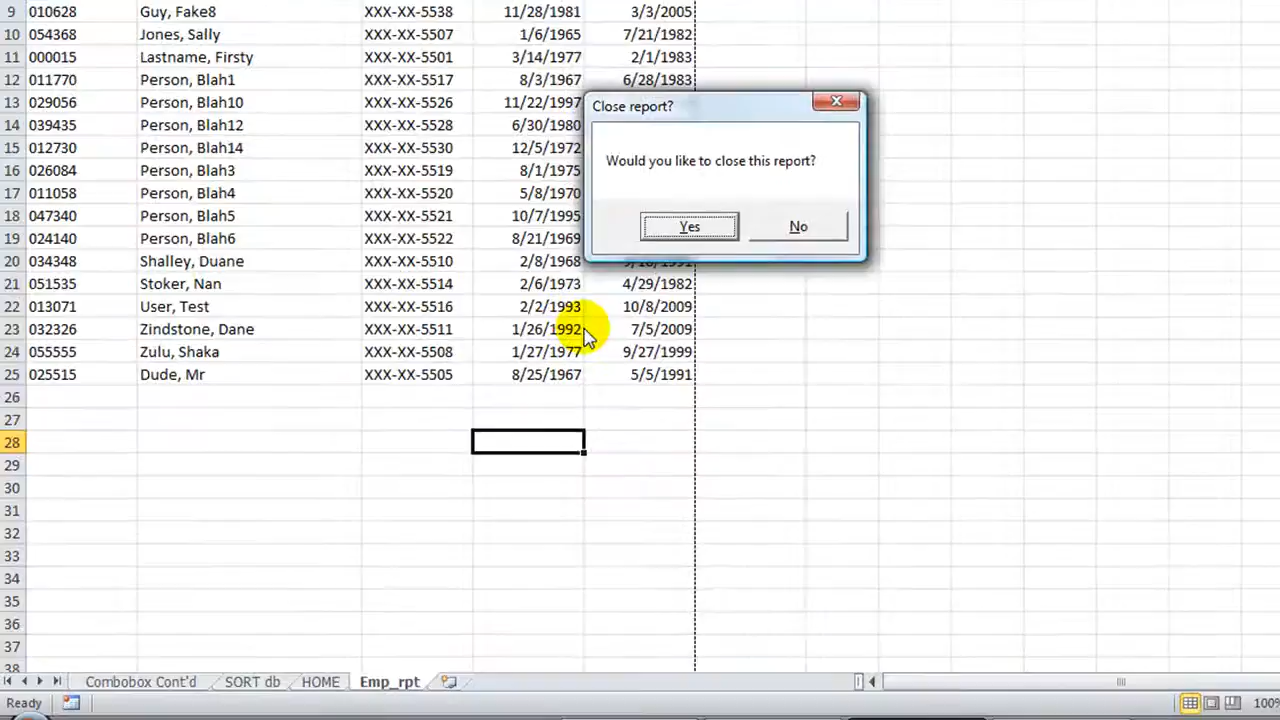 9 010628 Guy, Fake8 XXX-XX-5538 11/28/1981 3/3/2005
10 054368 Jones, Sally XXX-XX-5507 1/6/1965 7/21/1982
11 000015 Lastname, Firsty XXX-XX-5501 3/14/1977 2/1/1983
12 011770 Person, Blah1 XXX-XX-5517 8/3/1967 6/28/1983
13 029056 Person, Blah10 XXX-XX-5526 11/22/1997
14 039435 Person, Blah12 XXX-XX-5528 6/30/1980
15 012730 Person, Blah14 XXX-XX-5530 12/5/1972
16 026084 Person, Blah3 XXX-XX-5519 8/1/1975
17 011058 Person, Blah4 XXX-XX-5520 5/8/1970
18 047340 Person, Blah5 XXX-XX-5521 10/7/1995
19 024140 Person, Blah6 XXX-XX-5522 8/21/1969
20 034348 Shalley, Duane XXX-XX-5510 2/8/1968
21 051535 Stoker, Nan XXX-XX-5514 2/6/1973 4/29/1982
22 013071 User, Test XXX-XX-5516 2/2/1993 10/8/2009
23 032326 Zindstone, Dane XXX-XX-5511 1/26/1992 7/5/2009
24 055555 Zulu, Shaka XXX-XX-5508 1/27/1977 9/27/1999
25 025515 Dude, Mr XXX-XX-5505 8/25/1967 5/5/1991
26
27
28
29
30
31
32
33
34
35
36
37
38
Close report?
Would you like to close this report?
Yes No
Combobox Cont'd SORT db HOME Emp_rpt
Ready 100%